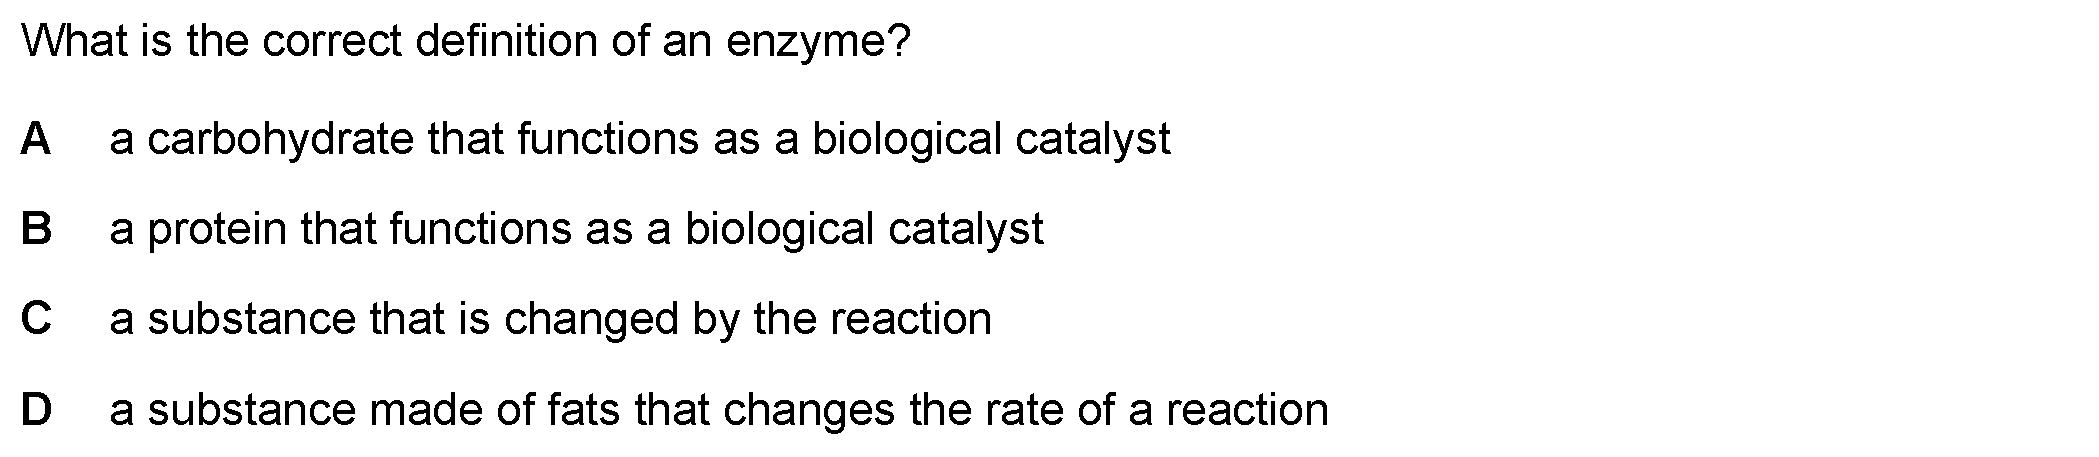 What is the correct definition of an enzyme?
A a carbohydrate that functions as a biological catalyst
B a protein that functions as a biological catalyst
C a substance that is changed by the reaction
D a substance made of fats that changes the rate of a reaction